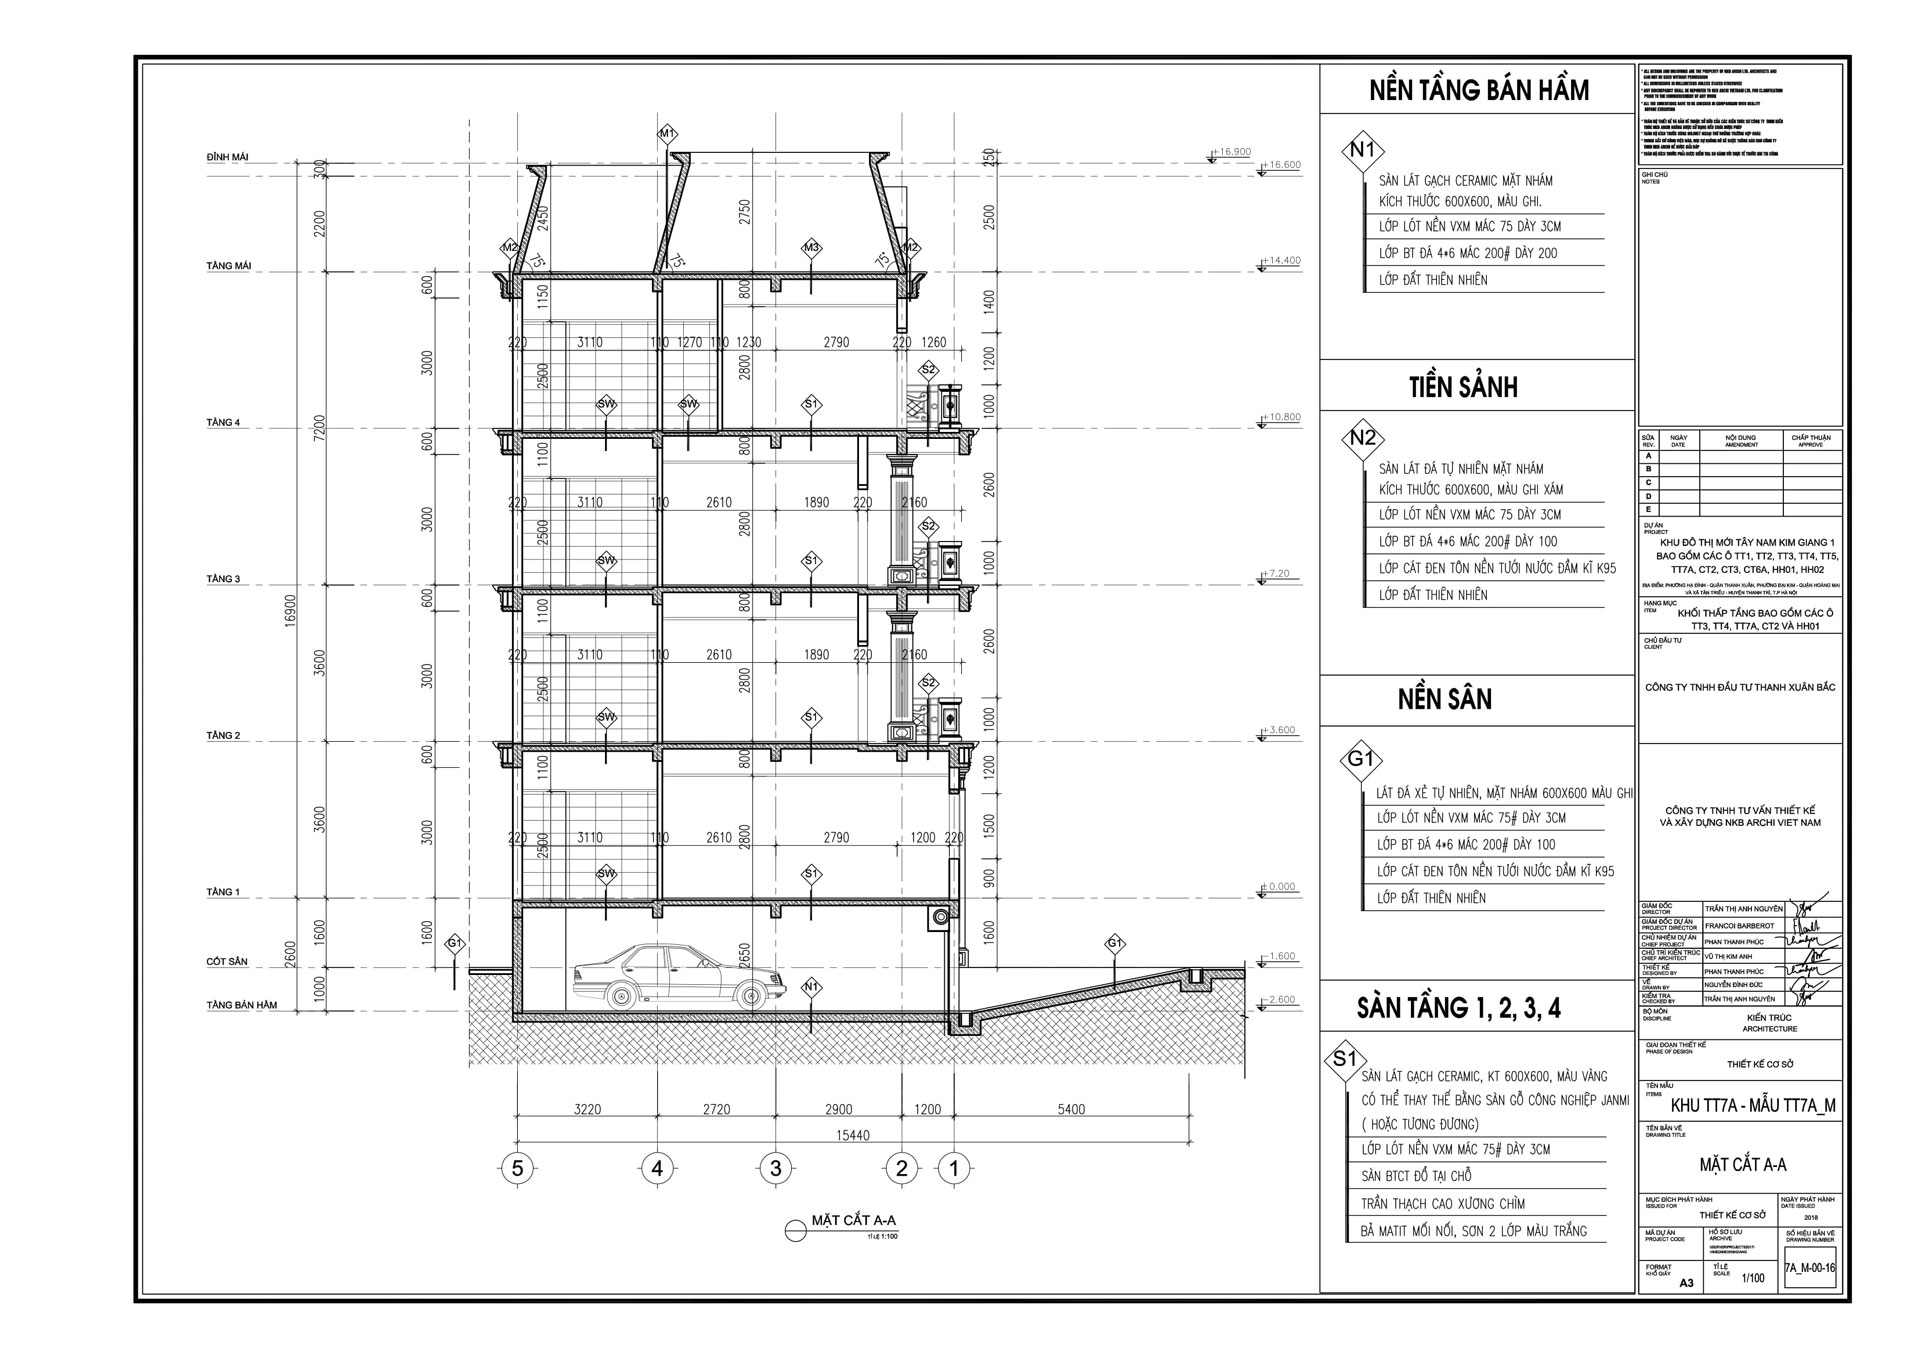 ĐỈNH MÁI
TẦNG MÁI
TẦNG 4
TẦNG 3
TẦNG 2
TẦNG 1
CỐT SÂN
TẦNG BÁN HẦM
300
2200
7200
16900
3600
3600
2600
1600
1000
600
3000
600
3000
600
3000
600
3000
1600
M1
M2
M3
M2
2450
2750
75°
75°
75°
250
2500
1400
1200
1000
2600
1000
2600
1000
1200
1500
900
1600
+16.900
+16.600
+14.400
+10.800
+7.20
+3.600
±0.000
-1.600
-2.600
1150
2500
800
2800
220 3110 110 1270 110 1230 2790 220 1260
SW SW S1 S2
1100
2500
800
2800
220 3110 110 2610 1890 220 2160
SW S1 S2
1100
2500
800
2800
220 3110 110 2610 1890 220 2160
SW S1 S2
1100
2500
800
2800
220 3110 110 2610 2790 1200 220
SW S1
G1
2650
N1
G1
3220 2720 2900 1200 5400
15440
5 4 3 2 1
MẶT CẮT A-A
TỈ LỆ 1:100
NỀN TẦNG BÁN HẦM
N1
SÀN LÁT GẠCH CERAMIC MẶT NHÁM
KÍCH THƯỚC 600X600, MÀU GHI.
LỚP LÓT NỀN VXM MÁC 75 DÀY 3CM
LỚP BT ĐÁ 4*6 MÁC 200# DÀY 200
LỚP ĐẤT THIÊN NHIÊN
TIỀN SẢNH
N2
SÀN LÁT ĐÁ TỰ NHIÊN MẶT NHÁM
KÍCH THƯỚC 600X600, MÀU GHI XÁM
LỚP LÓT NỀN VXM MÁC 75 DÀY 3CM
LỚP BT ĐÁ 4*6 MÁC 200# DÀY 100
LỚP CÁT ĐEN TÔN NỀN TƯỚI NƯỚC ĐẦM KĨ K95
LỚP ĐẤT THIÊN NHIÊN
NỀN SÂN
G1
LÁT ĐÁ XẺ TỰ NHIÊN, MẶT NHÁM 600X600 MÀU GHI
LỚP LÓT NỀN VXM MÁC 75# DÀY 3CM
LỚP BT ĐÁ 4*6 MÁC 200# DÀY 100
LỚP CÁT ĐEN TÔN NỀN TƯỚI NƯỚC ĐẦM KĨ K95
LỚP ĐẤT THIÊN NHIÊN
SÀN TẦNG 1, 2, 3, 4
S1
SÀN LÁT GẠCH CERAMIC, KT 600X600, MÀU VÀNG
CÓ THỂ THAY THẾ BẰNG SÀN GỖ CÔNG NGHIỆP JANMI
( HOẶC TƯƠNG ĐƯƠNG)
LỚP LÓT NỀN VXM MÁC 75# DÀY 3CM
SÀN BTCT ĐỔ TẠI CHỖ
TRẦN THẠCH CAO XƯƠNG CHÌM
BẢ MATIT MỐI NỐI, SƠN 2 LỚP MÀU TRẮNG
GHI CHÚ
NOTES
SỬA NGÀY NỘI DUNG CHẤP THUẬN
REV. DATE AMENDMENT APPROVE
A
B
C
D
E
DỰ ÁN
PROJECT
KHU ĐÔ THỊ MỚI TÂY NAM KIM GIANG 1
BAO GỒM CÁC Ô TT1, TT2, TT3, TT4, TT5,
TT7A, CT2, CT3, CT6A, HH01, HH02
ĐỊA ĐIỂM: PHƯỜNG HẠ ĐÌNH - QUẬN THANH XUÂN, PHƯỜNG ĐẠI KIM - QUẬN HOÀNG MAI
VÀ XÃ TÂN TRIỀU - HUYỆN THANH TRÌ, T.P HÀ NỘI
HẠNG MỤC
ITEM
KHỐI THẤP TẦNG BAO GỒM CÁC Ô
TT3, TT4, TT7A, CT2 VÀ HH01
CHỦ ĐẦU TƯ
CLIENT
CÔNG TY TNHH ĐẦU TƯ THANH XUÂN BẮC
CÔNG TY TNHH TƯ VẤN THIẾT KẾ
VÀ XÂY DỰNG NKB ARCHI VIET NAM
GIÁM ĐỐC
DIRECTOR
TRẦN THỊ ANH NGUYÊN
GIÁM ĐỐC DỰ ÁN
PROJECT DIRECTOR
FRANCOI BARBEROT
CHỦ NHIỆM DỰ ÁN
CHIEF PROJECT
PHAN THANH PHÚC
CHỦ TRÌ KIẾN TRÚC
CHIEF ARCHITECT
VŨ THỊ KIM ANH
THIẾT KẾ
DESIGNED BY
PHAN THANH PHÚC
VẼ
DRAWN BY
NGUYỄN ĐÌNH ĐỨC
KIỂM TRA
CHECKED BY
TRẦN THỊ ANH NGUYÊN
BỘ MÔN
DISCIPLINE
KIẾN TRÚC
ARCHITECTURE
GIAI ĐOẠN THIẾT KẾ
PHASE OF DESIGN
THIẾT KẾ CƠ SỞ
TÊN MẪU
ITEMS
KHU TT7A - MẪU TT7A_M
TÊN BẢN VẼ
DRAWING TITLE
MẶT CẮT A-A
MỤC ĐÍCH PHÁT HÀNH
ISSUED FOR
THIẾT KẾ CƠ SỞ
NGÀY PHÁT HÀNH
DATE ISSUED
2018
MÃ DỰ ÁN
PROJECT CODE
HỒ SƠ LƯU
ARCHIVE
SỐ HIỆU BẢN VẼ
DRAWING NUMBER
7A_M-00-16
FORMAT
KHỔ GIẤY
A3
TỈ LỆ
SCALE
1/100